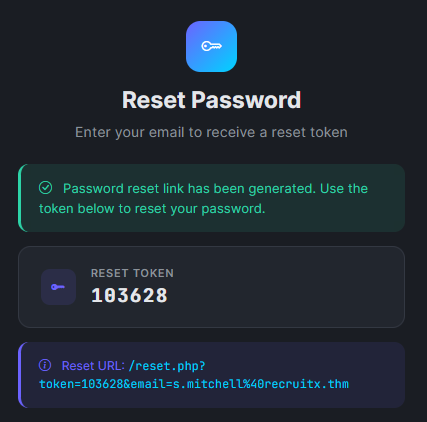 Reset Password
Enter your email to receive a reset token
Password reset link has been generated. Use the
token below to reset your password.
RESET TOKEN
103628
Reset URL: /reset.php?
token=103628&email=s.mitchell%40recruitx.thm